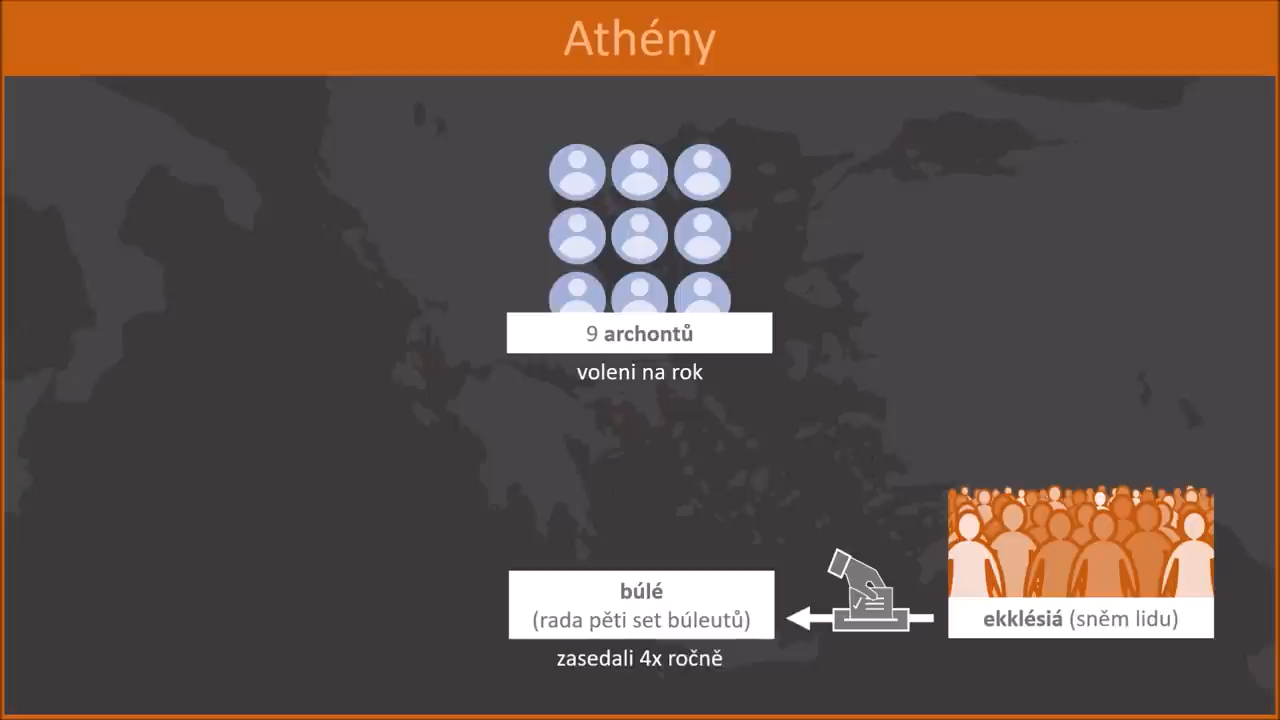 Athény
9 archontů
voleni na rok
búlé
(rada pěti set búleutů)
zasedali 4x ročně
ekklésiá (sněm lidu)